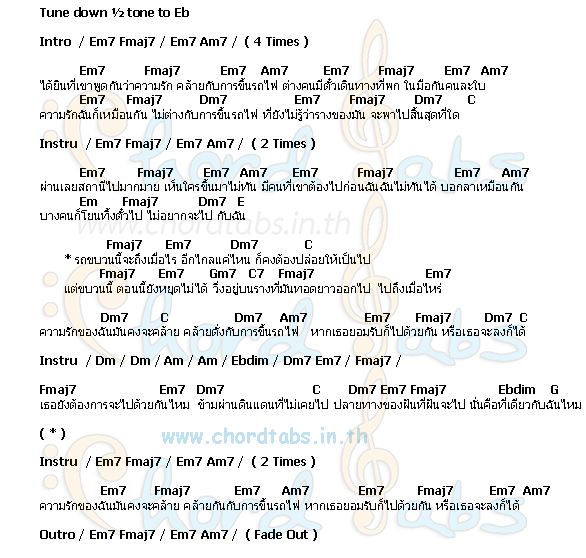 Tune down ½ tone to Eb
Intro / Em7 Fmaj7 / Em7 Am7 / ( 4 Times )
Em7 Fmaj7 Em7 Am7 Em7 Fmaj7 Em7 Am7
ได้ยินที่เขาพูดกันว่าความรัก คล้ายกับการขึ้นรถไฟ ต่างคนมีตั๋วเดินทางที่พก ในมือกันคนละใบ
Em7 Fmaj7 Dm7 Em7 Fmaj7 Dm7 C
ความรักฉันก็เหมือนกัน ไม่ต่างกับการขึ้นรถไฟ ที่ยังไม่รู้ว่ารางของมัน จะพาไปสิ้นสุดที่ใด
Instru / Em7 Fmaj7 / Em7 Am7 / ( 2 Times )
Em7 Fmaj7 Em7 Am7 Em7 Fmaj7 Em7 Am7
ผ่านเลยสถานีไปมากมาย เห็นใครขึ้นมาไม่ทัน มีคนที่เขาต้องไปก่อนฉันฉันไม่ทันได้ บอกลาเหมือนกัน
Em Fmaj7 Dm7 E
บางคนก็โยนทิ้งตั๋วไป ไม่อยากจะไป กับฉัน
www.chordtabs.in.th
Fmaj7 Em7 Dm7 C
* รถขบวนนี้จะถึงเมื่อไร อีกไกลแค่ไหน ก็คงต้องปล่อยให้เป็นไป
Fmaj7 Em7 Gm7 C7 Fmaj7 Em7
แต่ขบวนนี้ ตอนนี้ยังหยุดไม่ได้ วิ่งอยู่บนรางที่มันทอดยาวออกไป ไปถึงเมื่อไหร่
Dm7 C Dm7 Am7 Em7 Fmaj7 Dm7 C
ความรักของฉันมันคงจะคล้าย คล้ายดั่งกับการขึ้นรถไฟ หากเธอยอมรับก็ไปด้วยกัน หรือเธอจะลงก็ได้
Instru / Dm / Dm / Am / Am / Ebdim / Dm7 Em7 / Fmaj7 /
Fmaj7 Em7 Dm7 C Dm7 Em7 Fmaj7 Ebdim G
เธอยังต้องการจะไปด้วยกันไหม ข้ามผ่านดินแดนที่ไม่เคยไป ปลายทางของฝันที่ฝันจะไป นั่นคือที่เดียวกับฉันไหม
( * )
www.chordtabs.in.th
Instru / Em7 Fmaj7 / Em7 Am7 / ( 2 Times )
Em7 Fmaj7 Em7 Am7 Em7 Fmaj7 Em7 Am7
ความรักของฉันมันคงจะคล้าย คล้ายกันกับการขึ้นรถไฟ หากเธอยอมรับก็ไปด้วยกัน หรือเธอจะลงก็ได้
Outro / Em7 Fmaj7 / Em7 Am7 / ( Fade Out )